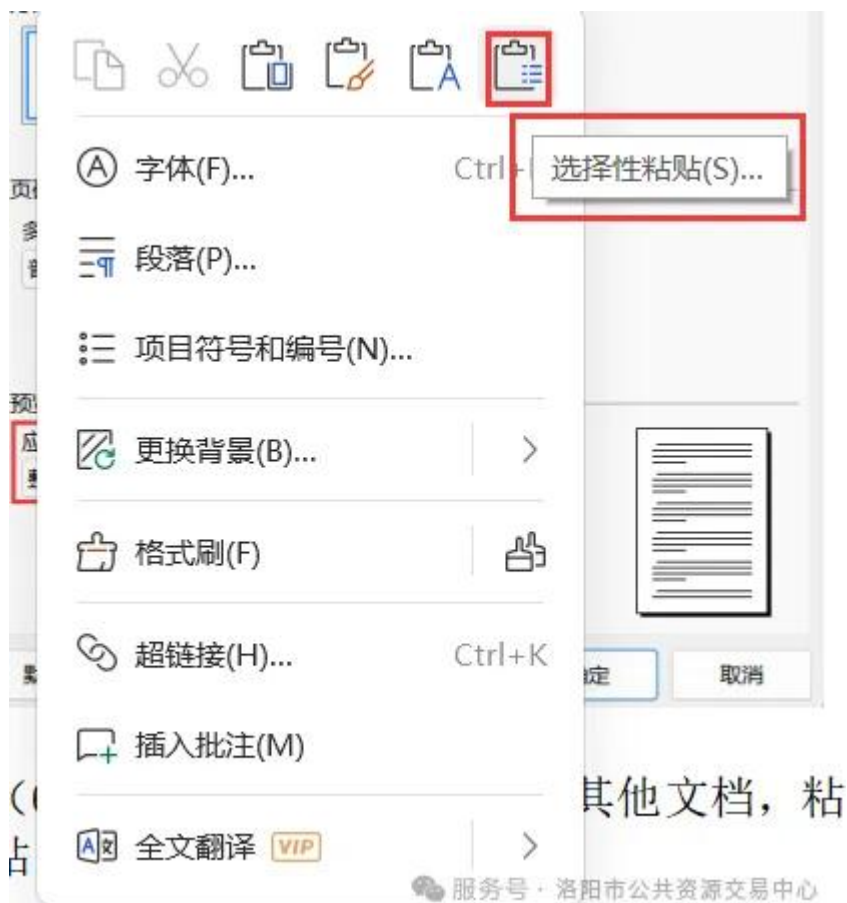 选择性粘贴(S)...
字体(F)... Ctrl+
段落(P)...
项目符号和编号(N)...
更换背景(B)...
格式刷(F)
超链接(H)... Ctrl+K
插入批注(M)
全文翻译 VIP
取消
其他文档，粘
服务号 · 洛阳市公共资源交易中心